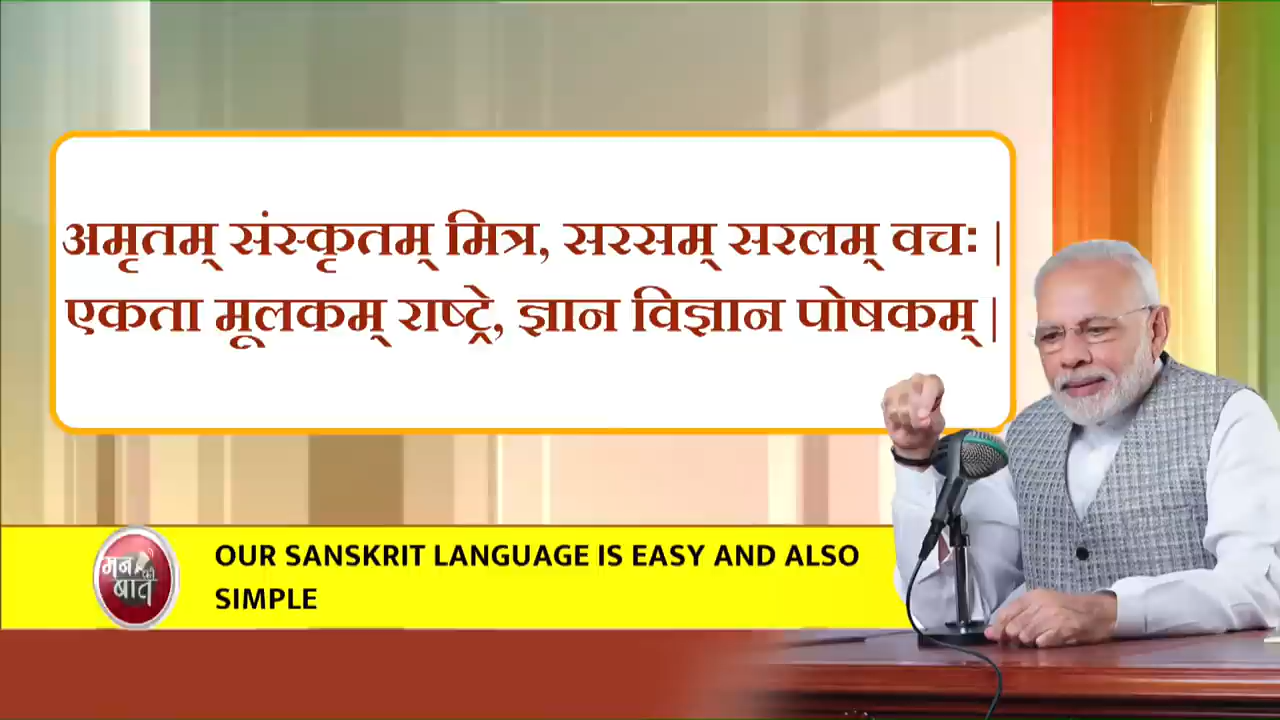 अमृतम् संस्कृतम् मित्र, सरसम् सरलम् वचः |
एकता मूलकम् राष्ट्रे, ज्ञान विज्ञान पोषकम् |
मन की
बात
OUR SANSKRIT LANGUAGE IS EASY AND ALSO
SIMPLE